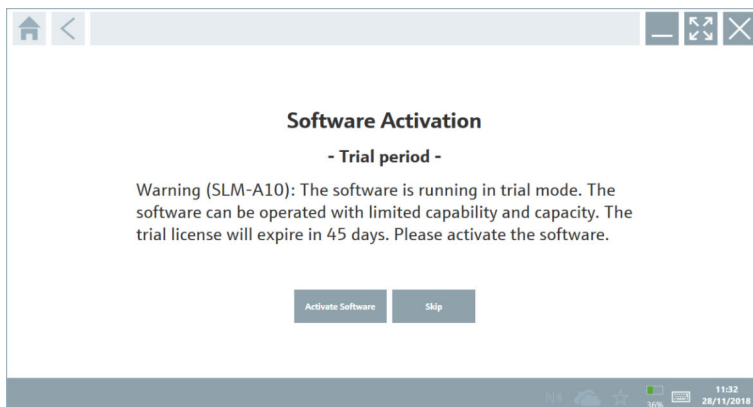 Software Activation
- Trial period -
Warning (SLM-A10): The software is running in trial mode. The
software can be operated with limited capability and capacity. The
trial license will expire in 45 days. Please activate the software.
Activate Software Skip
36%
11:32
28/11/2018